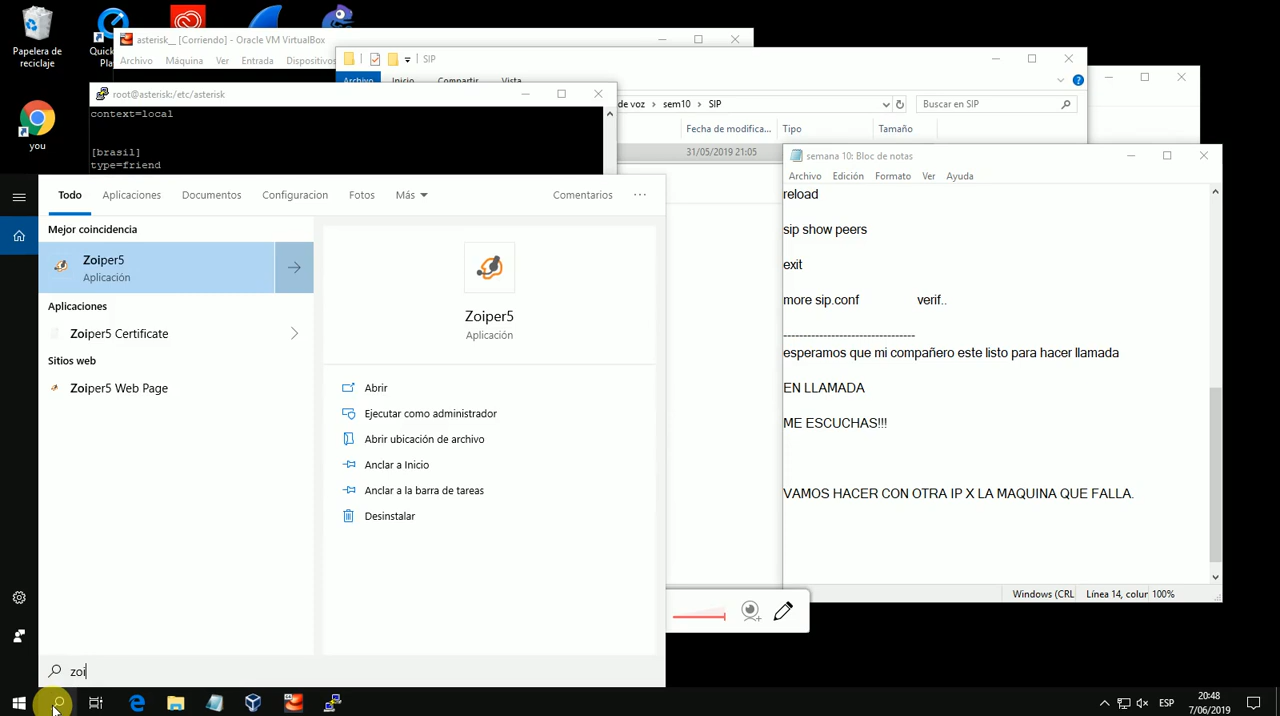 Papelera de
reciclaje
Quick
Pla
you
asterisk__ [Corriendo] - Oracle VM VirtualBox
Archivo Máquina Ver Entrada Dispositivos
SIP
Archivo Inicio Compartir Vista
de voz > sem10 > SIP
Buscar en SIP
Fecha de modifica... Tipo Tamaño
31/05/2019 21:05
root@asterisk:/etc/asterisk
context=local
[brasil]
type=friend
Todo Aplicaciones Documentos Configuracion Fotos Más Comentarios ...
Mejor coincidencia
Zoiper5
Aplicación
Aplicaciones
Zoiper5 Certificate
Sitios web
Zoiper5 Web Page
Zoiper5
Aplicación
Abrir
Ejecutar como administrador
Abrir ubicación de archivo
Anclar a Inicio
Anclar a la barra de tareas
Desinstalar
zoi
semana 10: Bloc de notas
Archivo Edición Formato Ver Ayuda
reload
sip show peers
exit
more sip.conf verif..
---------------------------------
esperamos que mi compañero este listo para hacer llamada
EN LLAMADA
ME ESCUCHAS!!!
VAMOS HACER CON OTRA IP X LA MAQUINA QUE FALLA.
Windows (CRL Línea 14, colur 100%
ESP
20:48
7/06/2019